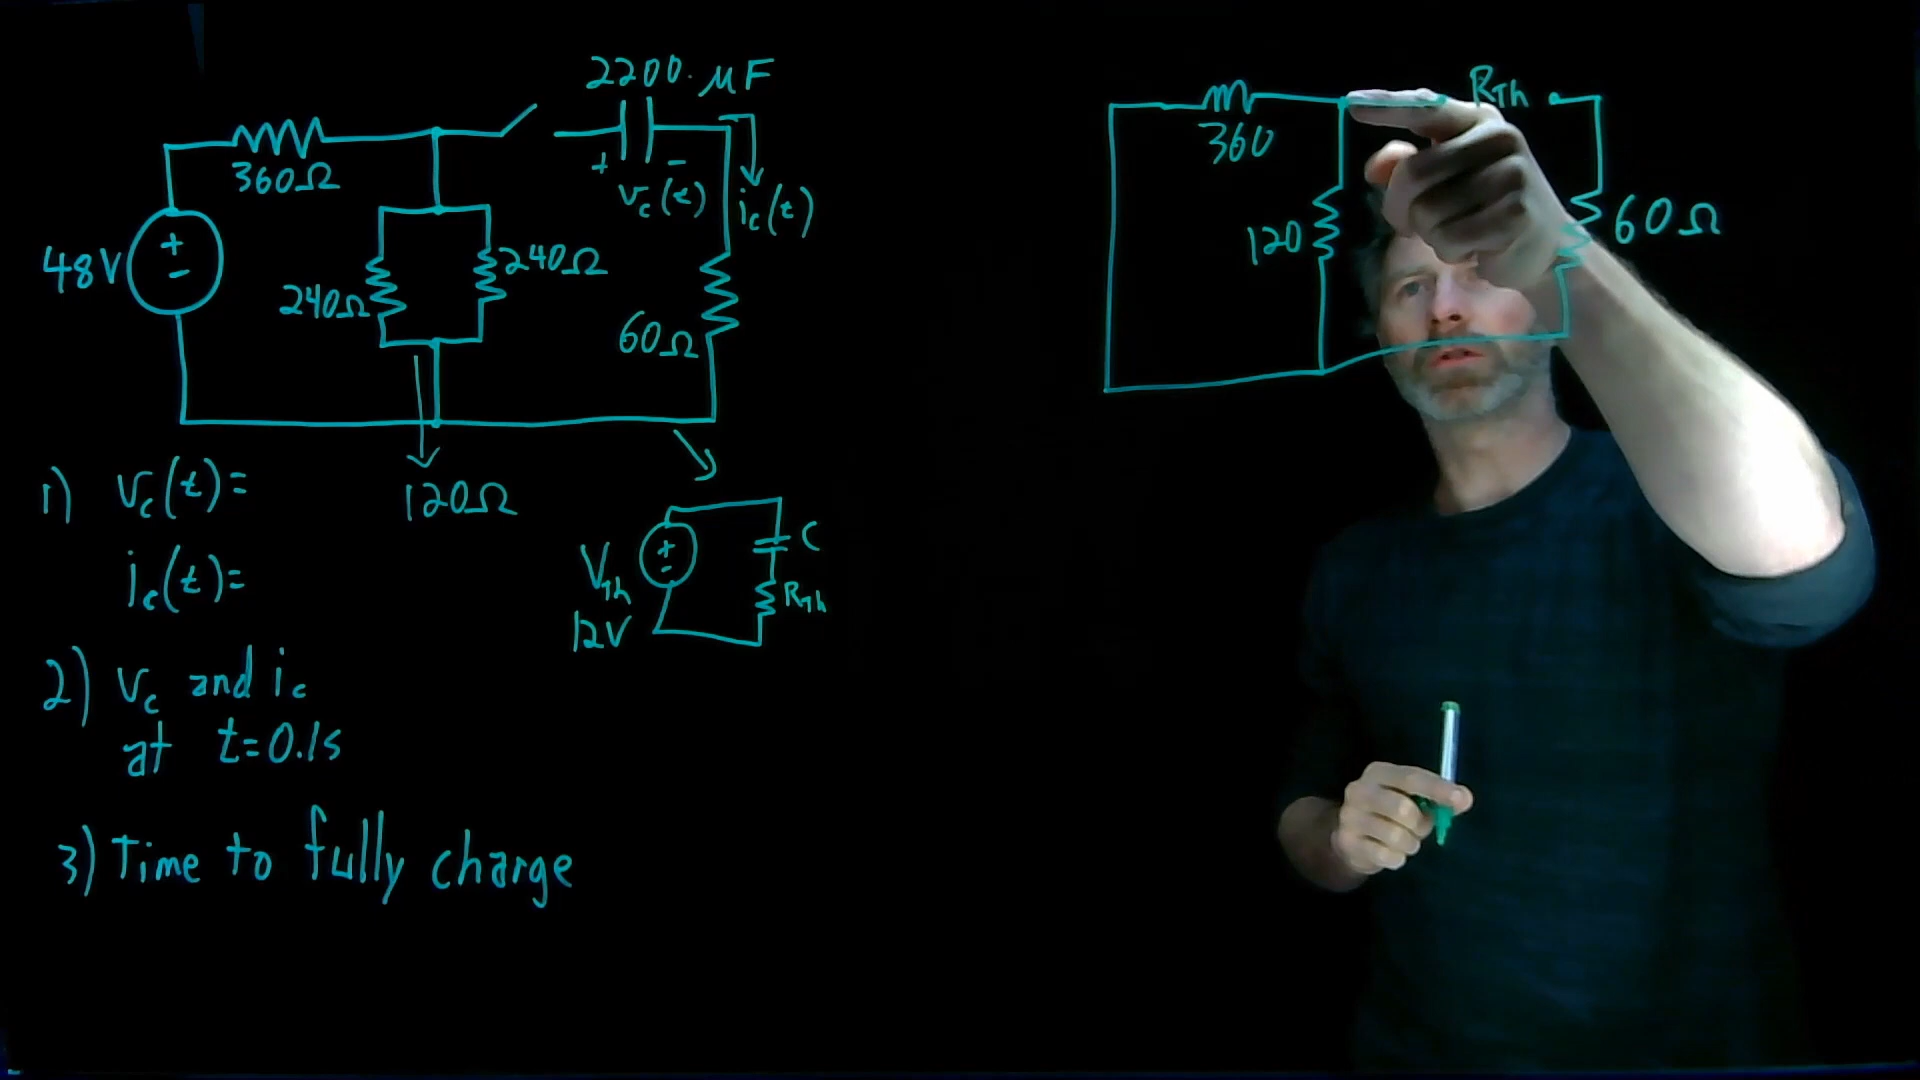 2200. μF
360Ω
+ -
vc(t)
ic(t)
48V
+
-
240Ω
240Ω
60Ω
120Ω
1) vc(t)=
ic(t)=
VTh
12V
+
-
C
RTh
2) vc and ic
at t=0.1s
3) Time to fully charge
RTh
360
120
60Ω